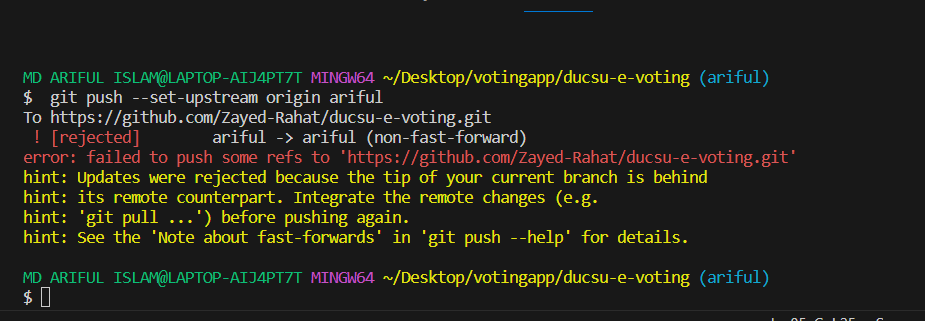 MD ARIFUL ISLAM@LAPTOP-AIJ4PT7T MINGW64 ~/Desktop/votingapp/ducsu-e-voting (ariful)
$  git push --set-upstream origin ariful
To https://github.com/Zayed-Rahat/ducsu-e-voting.git
 ! [rejected]        ariful -> ariful (non-fast-forward)
error: failed to push some refs to 'https://github.com/Zayed-Rahat/ducsu-e-voting.git'
hint: Updates were rejected because the tip of your current branch is behind
hint: its remote counterpart. Integrate the remote changes (e.g.
hint: 'git pull ...') before pushing again.
hint: See the 'Note about fast-forwards' in 'git push --help' for details.
MD ARIFUL ISLAM@LAPTOP-AIJ4PT7T MINGW64 ~/Desktop/votingapp/ducsu-e-voting (ariful)
$